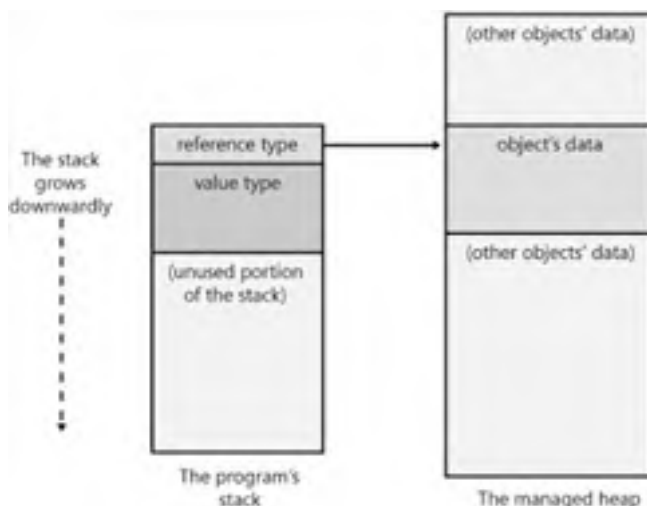 (other objects' data)
reference type
object's data
The stack
grows
downwardly
value type
(other objects' data)
(unused portion
of the stack)
The program's
stack
The managed heap